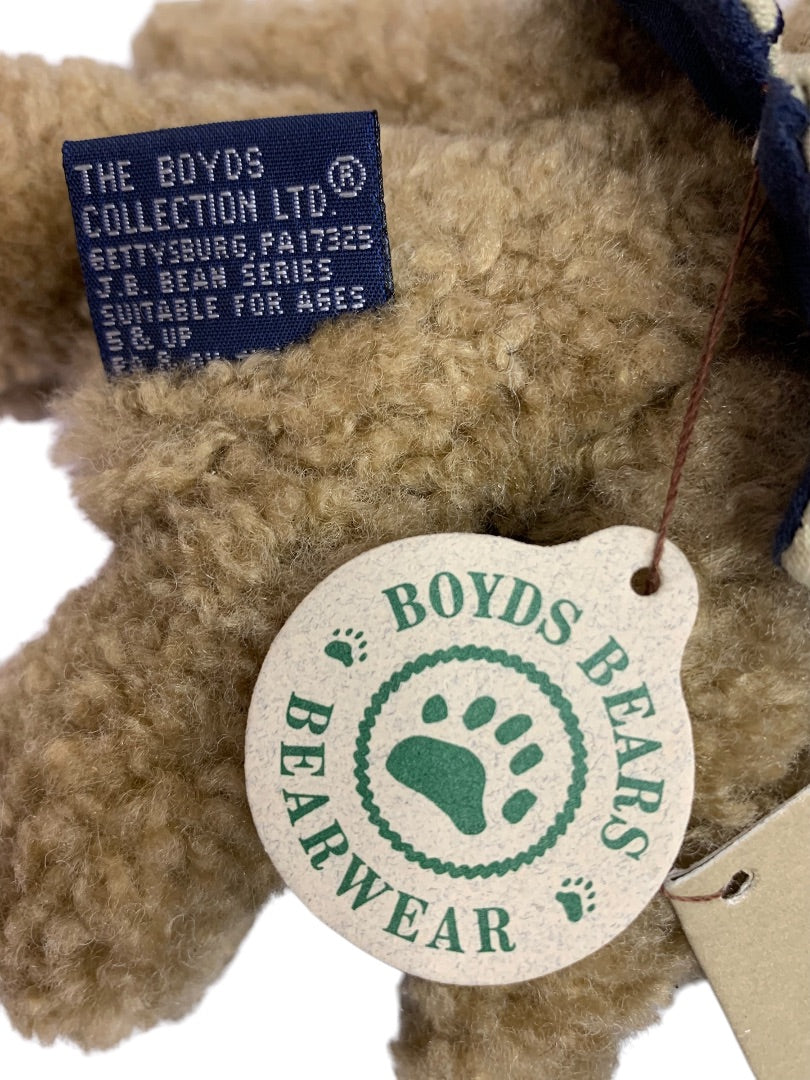 THE BOYDS
COLLECTION LTD.®
GETTYSBURG, PA 17325
J.B. BEAN SERIES
SUITABLE FOR AGES
5 & UP
BOYDS BEARS
BEARWEAR